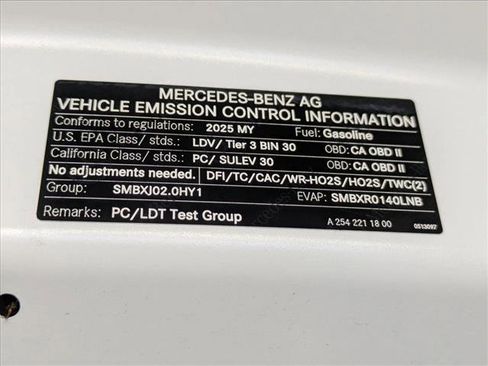 MERCEDES-BENZ AG
VEHICLE EMISSION CONTROL INFORMATION
Conforms to regulations: 2025 MY Fuel: Gasoline
U.S. EPA Class/ stds.: LDV/ Tier 3 BIN 30 OBD: CA OBD II
California Class/ stds.: PC/ SULEV 30 OBD: CA OBD II
No adjustments needed. DFI/TC/CAC/WR-HO2S/HO2S/TWC(2)
Group: SMBXJ02.0HY1 EVAP: SMBXR0140LNB
Remarks: PC/LDT Test Group A 254 221 18 00